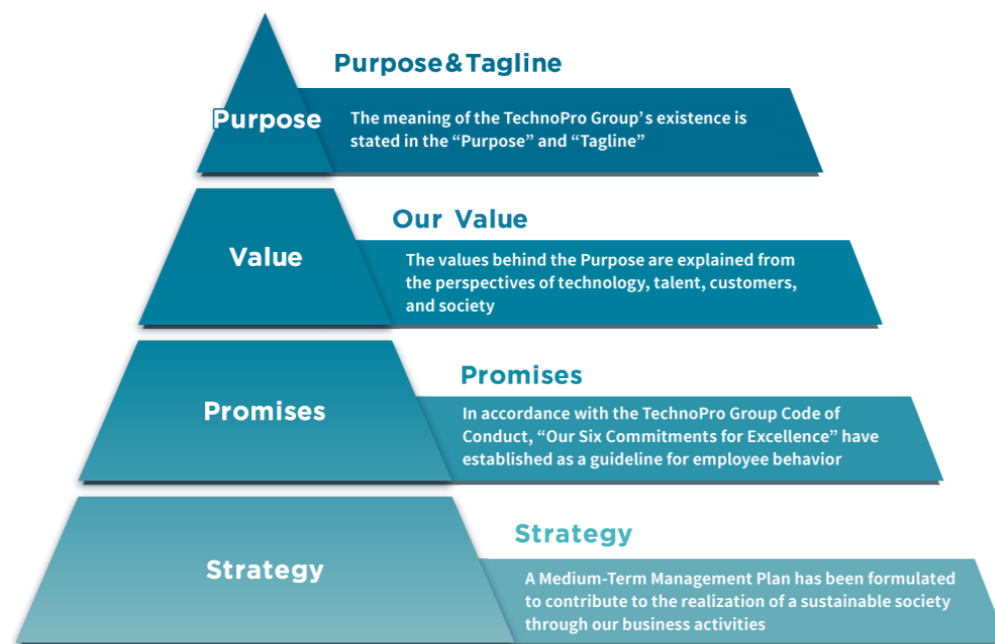 Purpose&Tagline
Purpose
The meaning of the TechnoPro Group's existence is
stated in the “Purpose” and “Tagline”
Our Value
Value
The values behind the Purpose are explained from
the perspectives of technology, talent, customers,
and society
Promises
Promises
In accordance with the TechnoPro Group Code of
Conduct, “Our Six Commitments for Excellence” have
established as a guideline for employee behavior
Strategy
Strategy
A Medium-Term Management Plan has been formulated
to contribute to the realization of a sustainable society
through our business activities